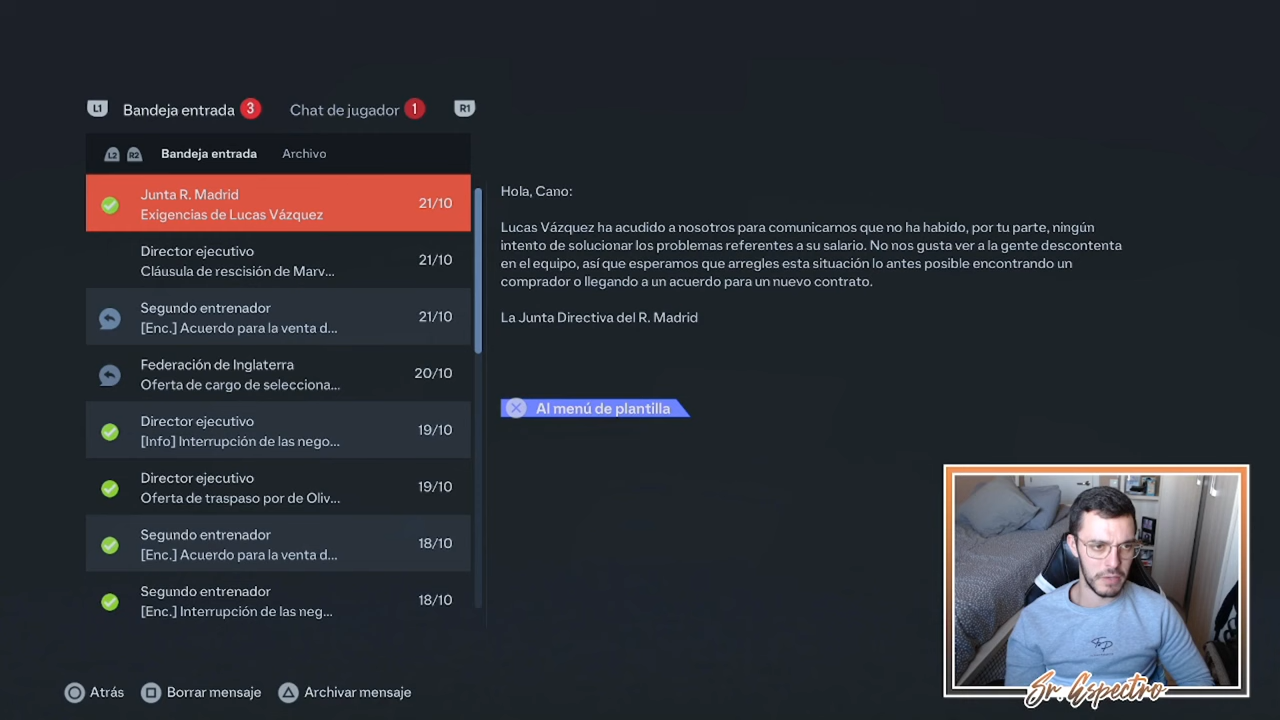 L1 Bandeja entrada 3 Chat de jugador 1 R1
L2 R2 Bandeja entrada Archivo
Junta R. Madrid
Exigencias de Lucas Vázquez
21/10
Director ejecutivo
Cláusula de rescisión de Marv...
21/10
Segundo entrenador
[Enc.] Acuerdo para la venta d...
21/10
Federación de Inglaterra
Oferta de cargo de selecciona...
20/10
Director ejecutivo
[Info] Interrupción de las nego...
19/10
Director ejecutivo
Oferta de traspaso por de Oliv...
19/10
Segundo entrenador
[Enc.] Acuerdo para la venta d...
18/10
Segundo entrenador
[Enc.] Interrupción de las neg...
18/10
Hola, Cano:
Lucas Vázquez ha acudido a nosotros para comunicarnos que no ha habido, por tu parte, ningún
intento de solucionar los problemas referentes a su salario. No nos gusta ver a la gente descontenta
en el equipo, así que esperamos que arregles esta situación lo antes posible encontrando un
comprador o llegando a un acuerdo para un nuevo contrato.
La Junta Directiva del R. Madrid
Al menú de plantilla
Atrás Borrar mensaje Archivar mensaje
Sr. Espectro